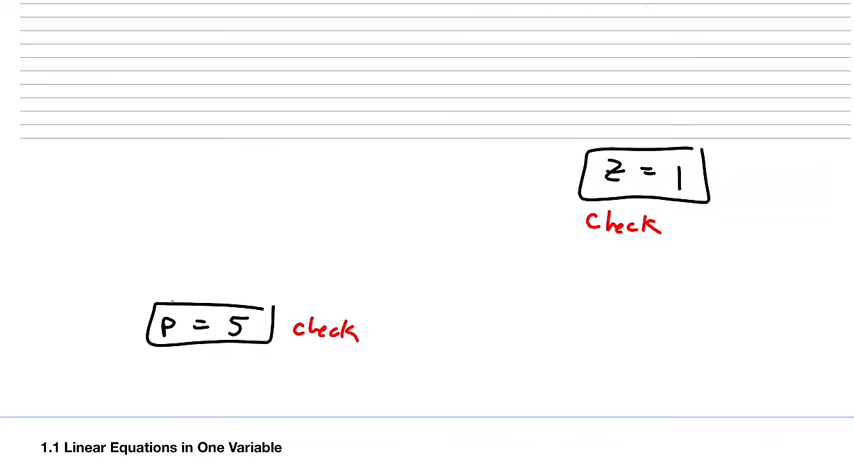 z = 1
check
p = 5 check
1.1 Linear Equations in One Variable